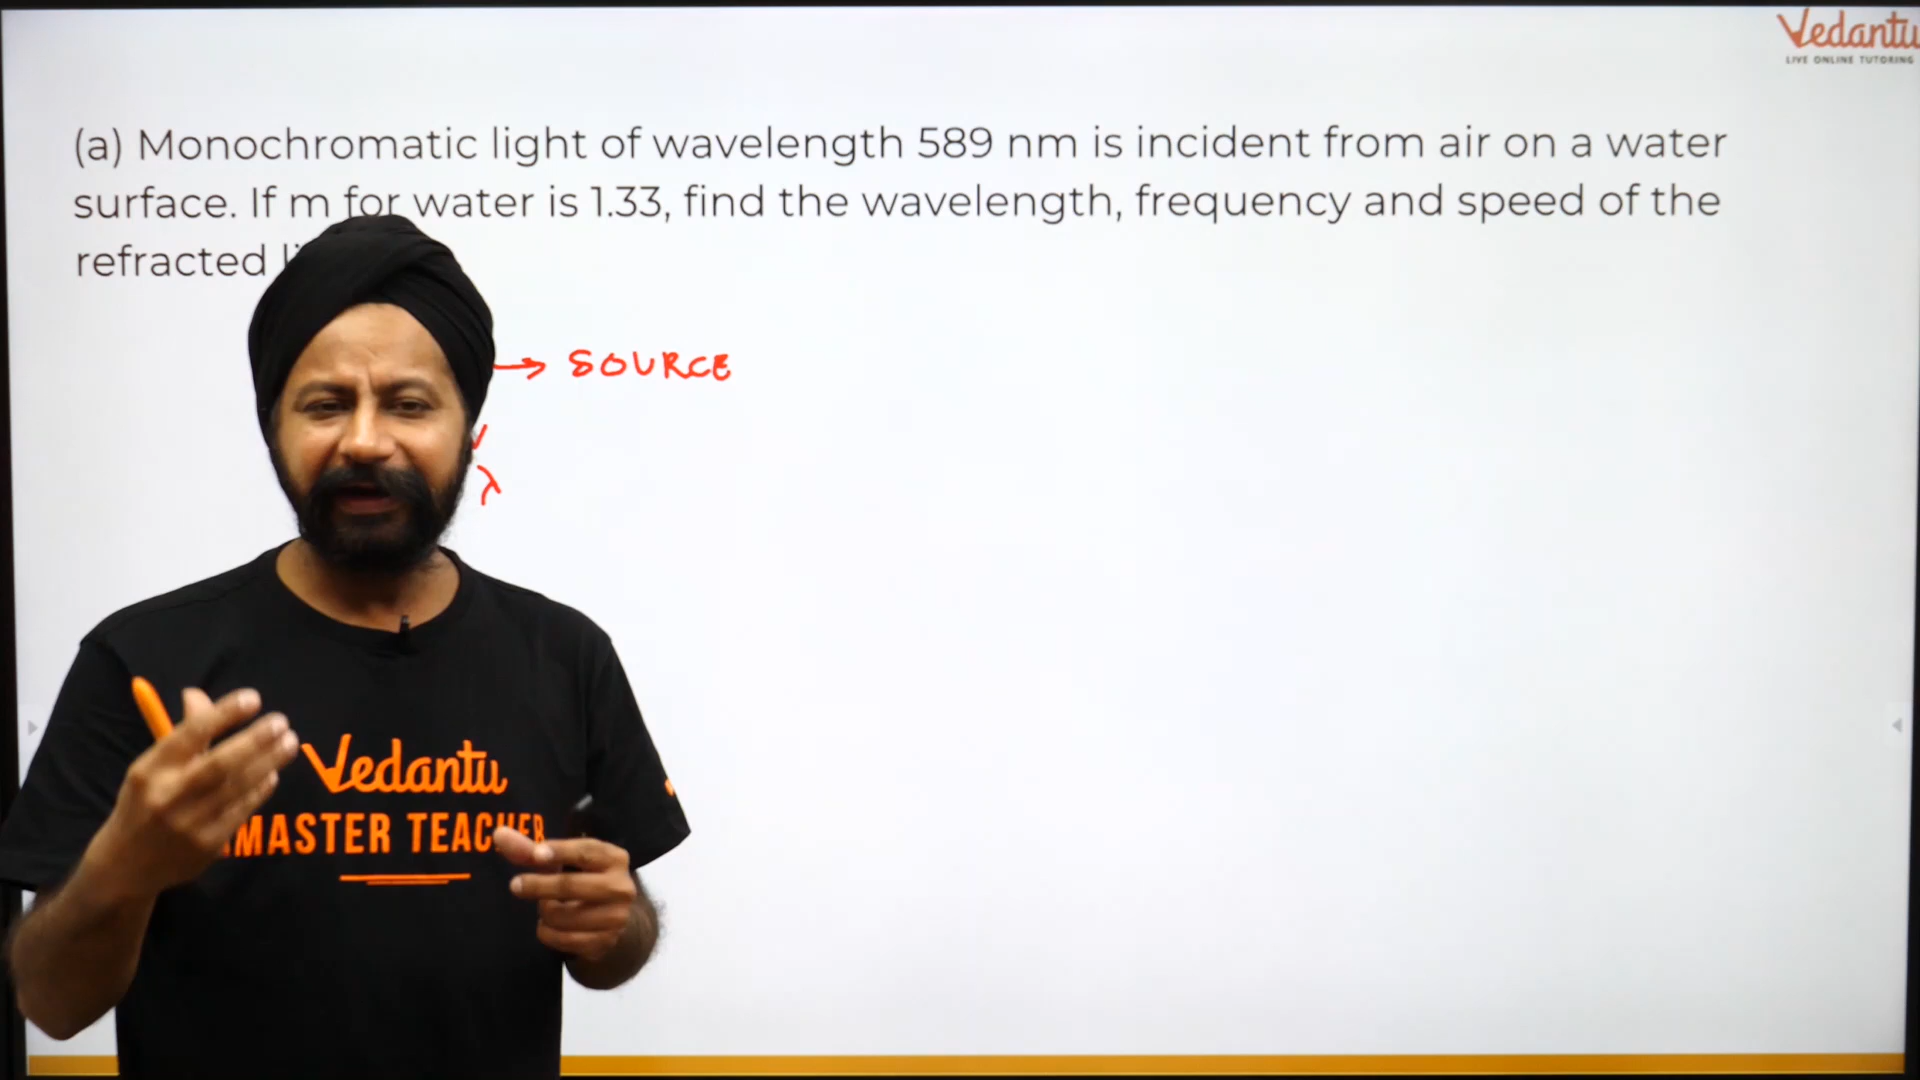 Vedantu
LIVE ONLINE TUTORING
(a) Monochromatic light of wavelength 589 nm is incident from air on a water
surface. If m for water is 1.33, find the wavelength, frequency and speed of the
refracted
→ SOURCE
λ
Vedantu
MASTER TEACHER